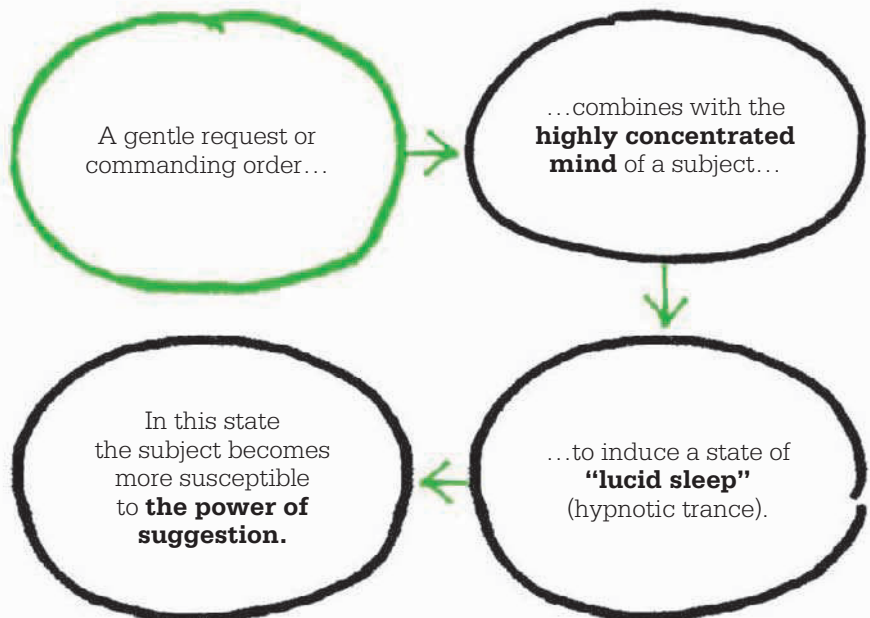 A gentle request or
commanding order…
…combines with the
highly concentrated
mind of a subject…
…to induce a state of
“lucid sleep”
(hypnotic trance).
In this state
the subject becomes
more susceptible
to the power of
suggestion.